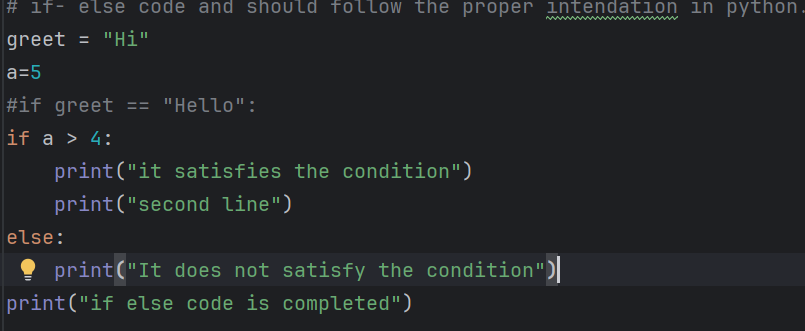 # if- else code and should follow the proper intendation in python.
greet = "Hi"
a=5
#if greet == "Hello":
if a > 4:
    print("it satisfies the condition")
    print("second line")
else:
    print("It does not satisfy the condition")
print("if else code is completed")